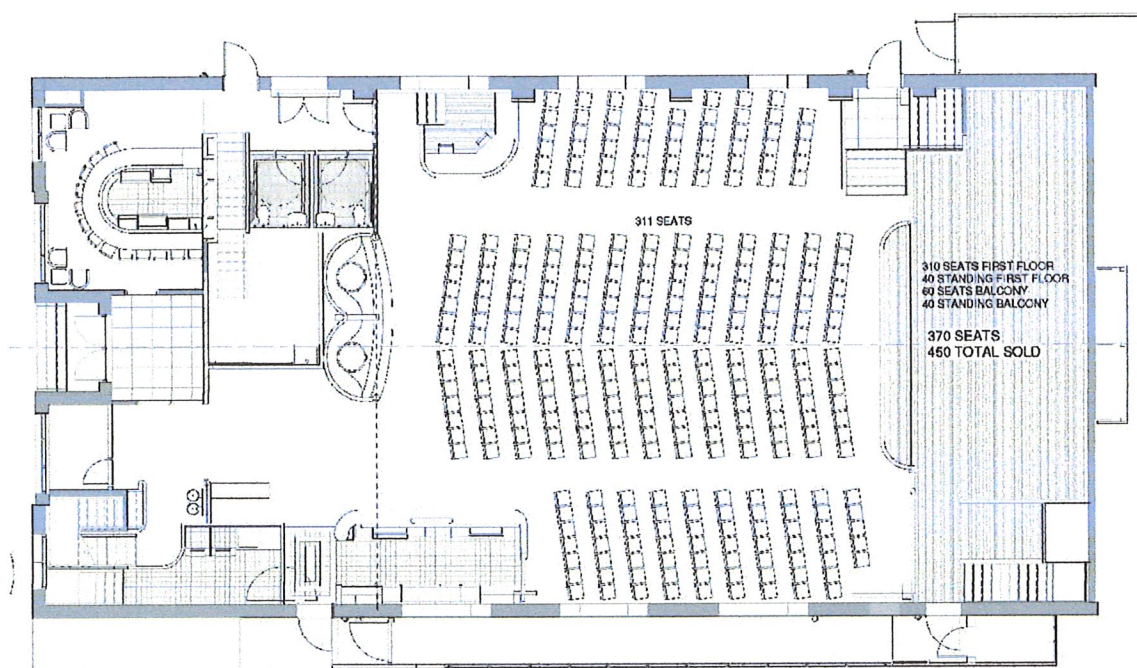 311 SEATS
310 SEATS FIRST FLOOR
40 STANDING FIRST FLOOR
60 SEATS BALCONY
40 STANDING BALCONY
370 SEATS
450 TOTAL SOLD